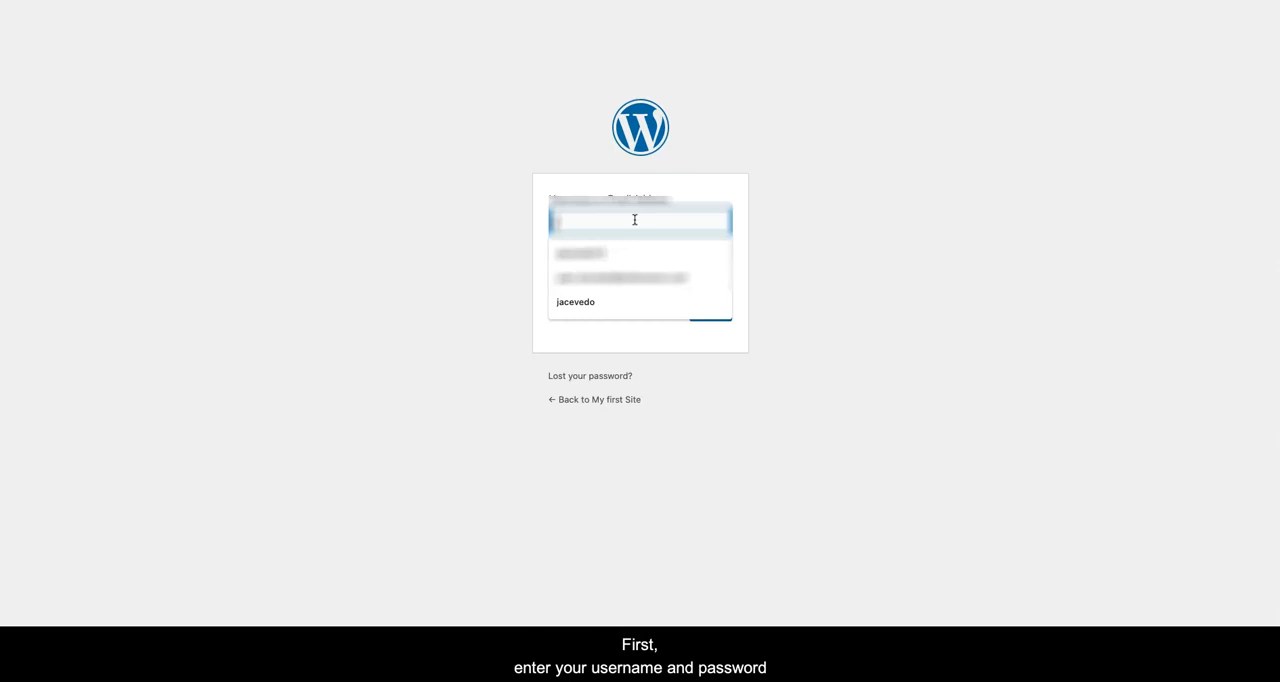 jacevedo
Lost your password?
← Back to My first Site
First,
enter your username and password